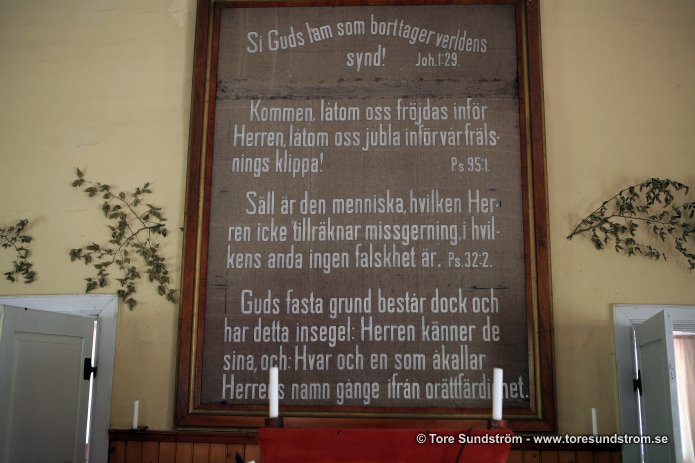 Si Guds lam som borttager verldens
synd! Joh.1:29.
Kommen, låtom oss fröjdas inför
Herren, låtom oss jubla inför vår fräls-
nings klippa! Ps.95:1.
Säll är den menniska, hvilken Her-
ren icke tillräknar missgerning, i hvil-
kens anda ingen falskhet är. Ps.32:2.
Guds fasta grund består dock och
har detta insegel: Herren känner de
sina, och: Hvar och en som åkallar
Herrens namn gånge ifrån orättfärdighet.
© Tore Sundström - www.toresundstrom.se